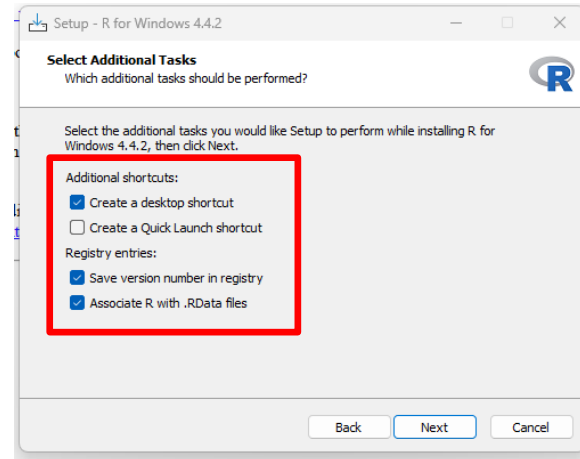 Setup - R for Windows 4.4.2
Select Additional Tasks
Which additional tasks should be performed?
R
Select the additional tasks you would like Setup to perform while installing R for
Windows 4.4.2, then click Next.
Additional shortcuts:
Create a desktop shortcut
Create a Quick Launch shortcut
Registry entries:
Save version number in registry
Associate R with .RData files
Back Next Cancel